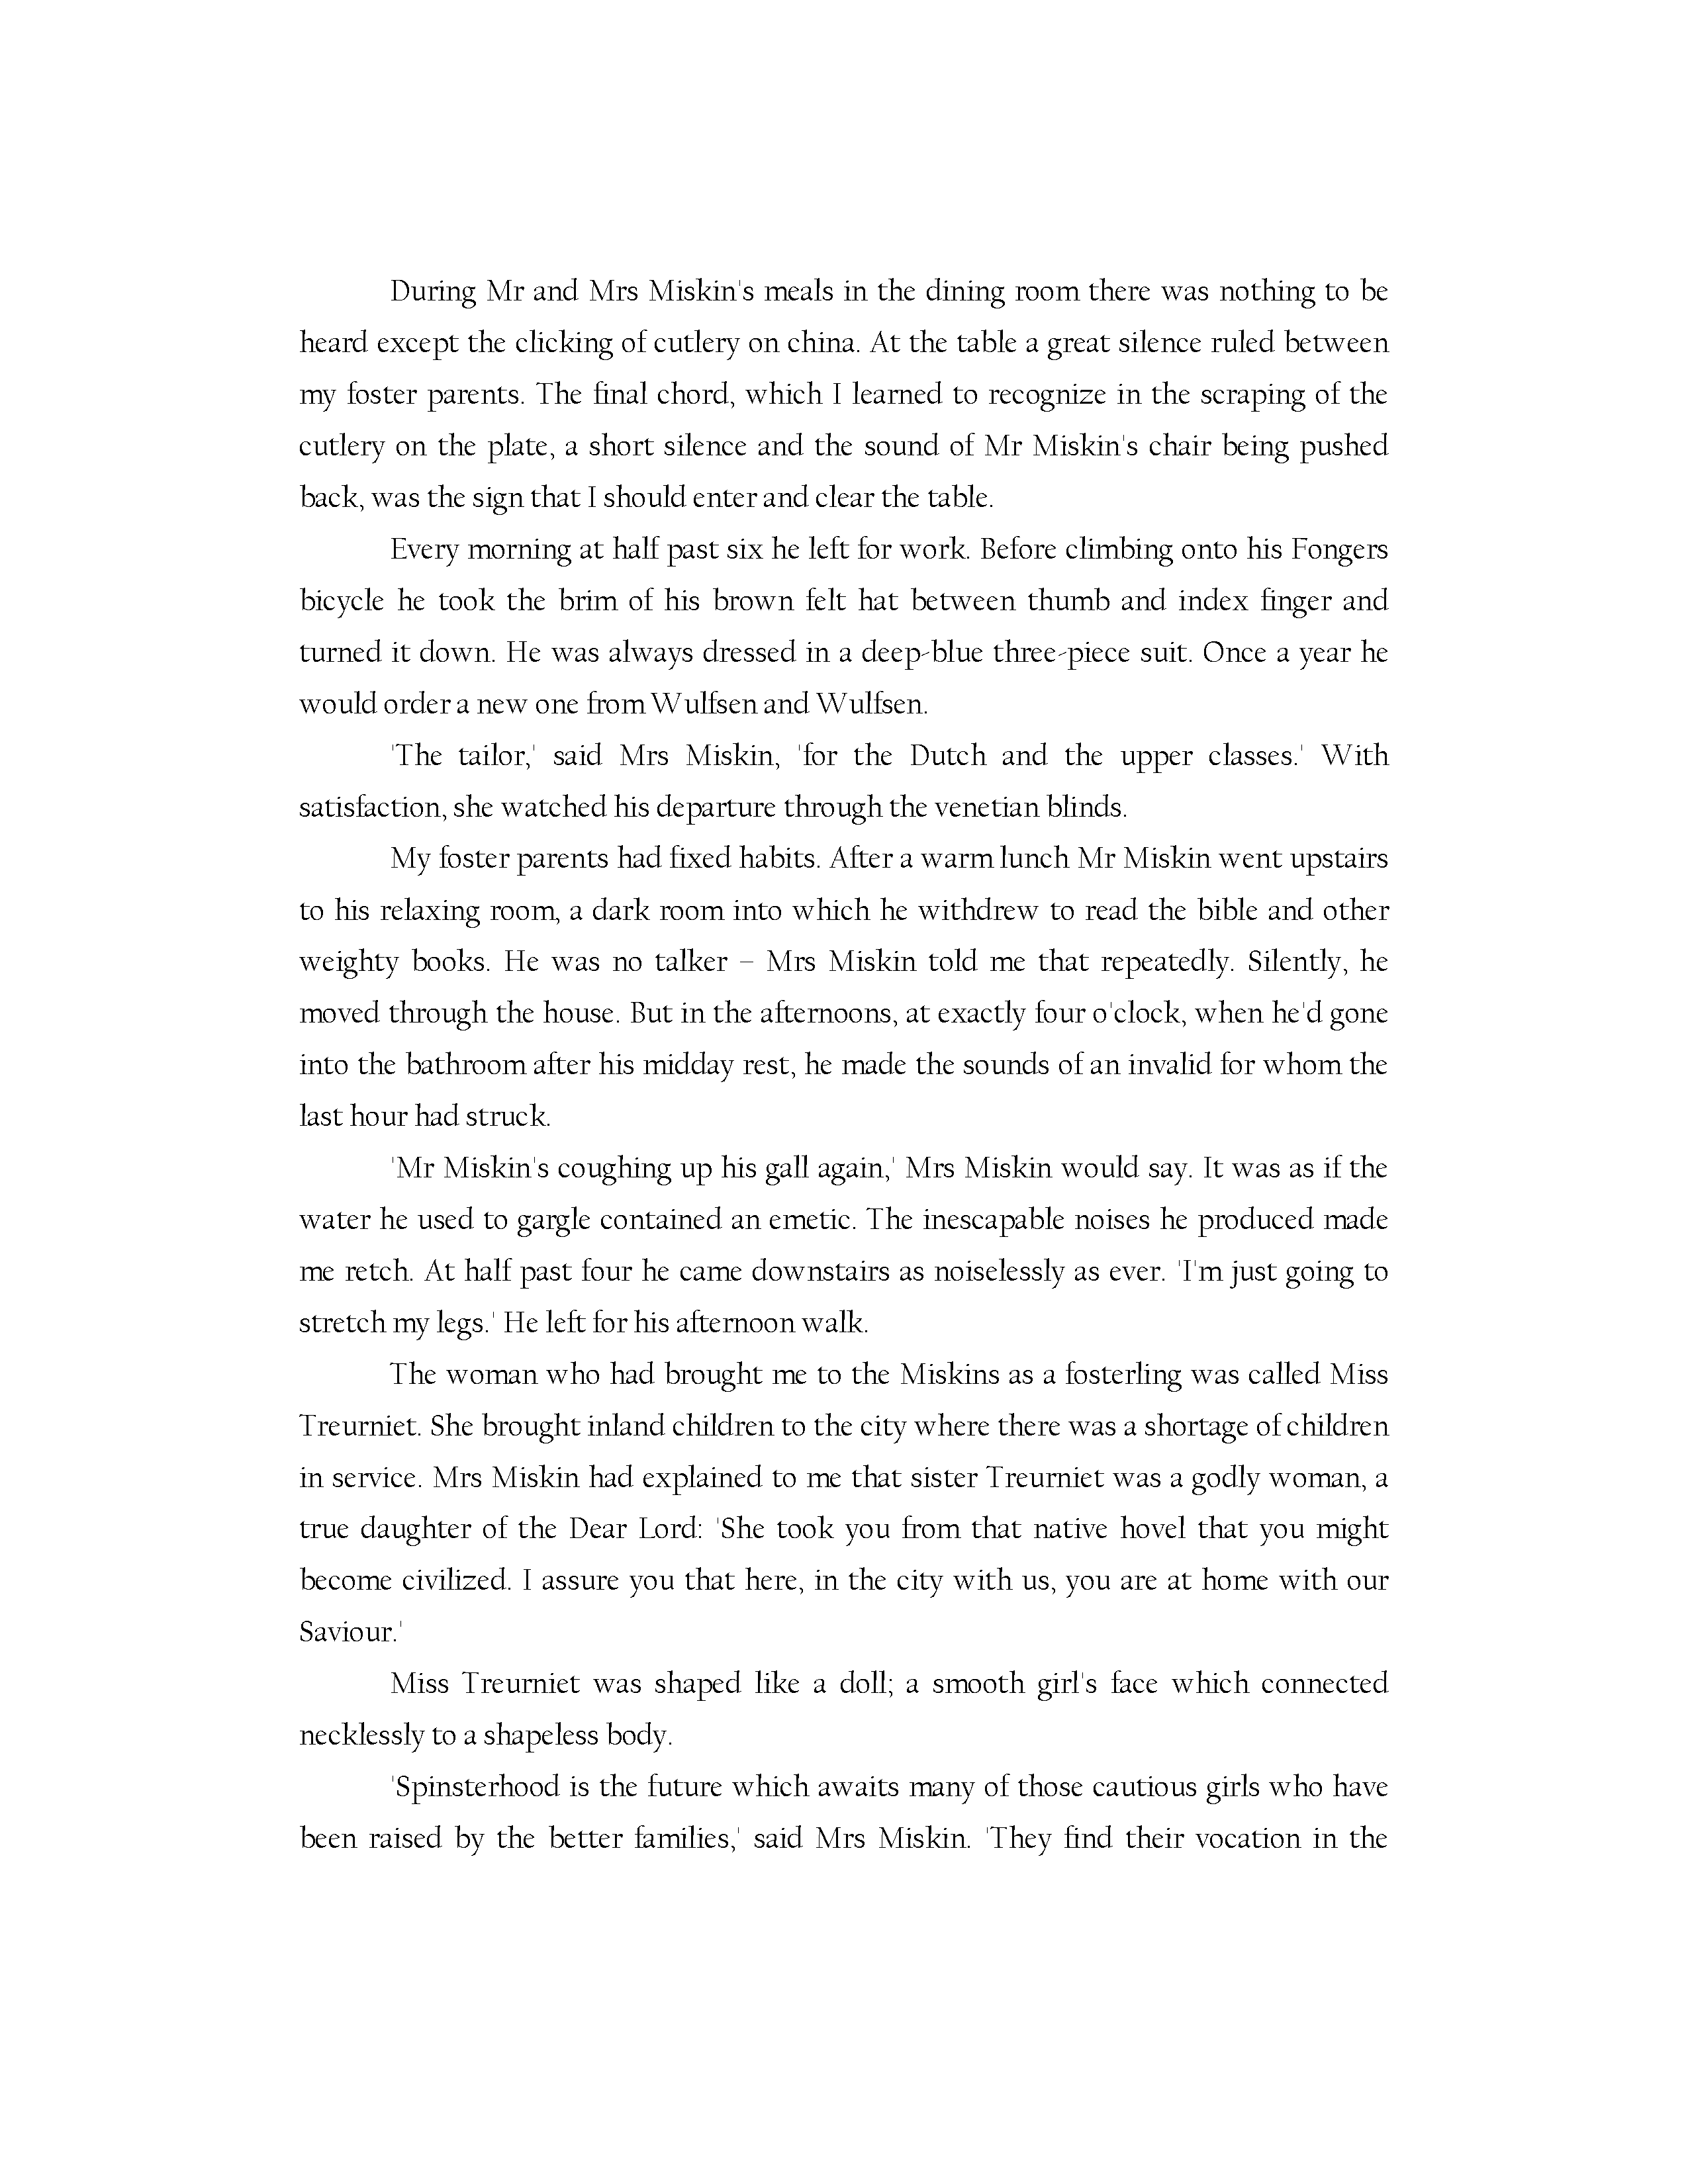 During Mr and Mrs Miskin's meals in the dining room there was nothing to be
heard except the clicking of cutlery on china. At the table a great silence ruled between
my foster parents. The final chord, which I learned to recognize in the scraping of the
cutlery on the plate, a short silence and the sound of Mr Miskin's chair being pushed
back, was the sign that I should enter and clear the table.
Every morning at half past six he left for work. Before climbing onto his Fongers
bicycle he took the brim of his brown felt hat between thumb and index finger and
turned it down. He was always dressed in a deep-blue three-piece suit. Once a year he
would order a new one from Wulfsen and Wulfsen.
'The tailor,' said Mrs Miskin, 'for the Dutch and the upper classes.' With
satisfaction, she watched his departure through the venetian blinds.
My foster parents had fixed habits. After a warm lunch Mr Miskin went upstairs
to his relaxing room, a dark room into which he withdrew to read the bible and other
weighty books. He was no talker – Mrs Miskin told me that repeatedly. Silently, he
moved through the house. But in the afternoons, at exactly four o'clock, when he'd gone
into the bathroom after his midday rest, he made the sounds of an invalid for whom the
last hour had struck.
'Mr Miskin's coughing up his gall again,' Mrs Miskin would say. It was as if the
water he used to gargle contained an emetic. The inescapable noises he produced made
me retch. At half past four he came downstairs as noiselessly as ever. 'I'm just going to
stretch my legs.' He left for his afternoon walk.
The woman who had brought me to the Miskins as a fosterling was called Miss
Treurniet. She brought inland children to the city where there was a shortage of children
in service. Mrs Miskin had explained to me that sister Treurniet was a godly woman, a
true daughter of the Dear Lord: 'She took you from that native hovel that you might
become civilized. I assure you that here, in the city with us, you are at home with our
Saviour.'
Miss Treurniet was shaped like a doll; a smooth girl's face which connected
necklessly to a shapeless body.
'Spinsterhood is the future which awaits many of those cautious girls who have
been raised by the better families,' said Mrs Miskin. 'They find their vocation in the